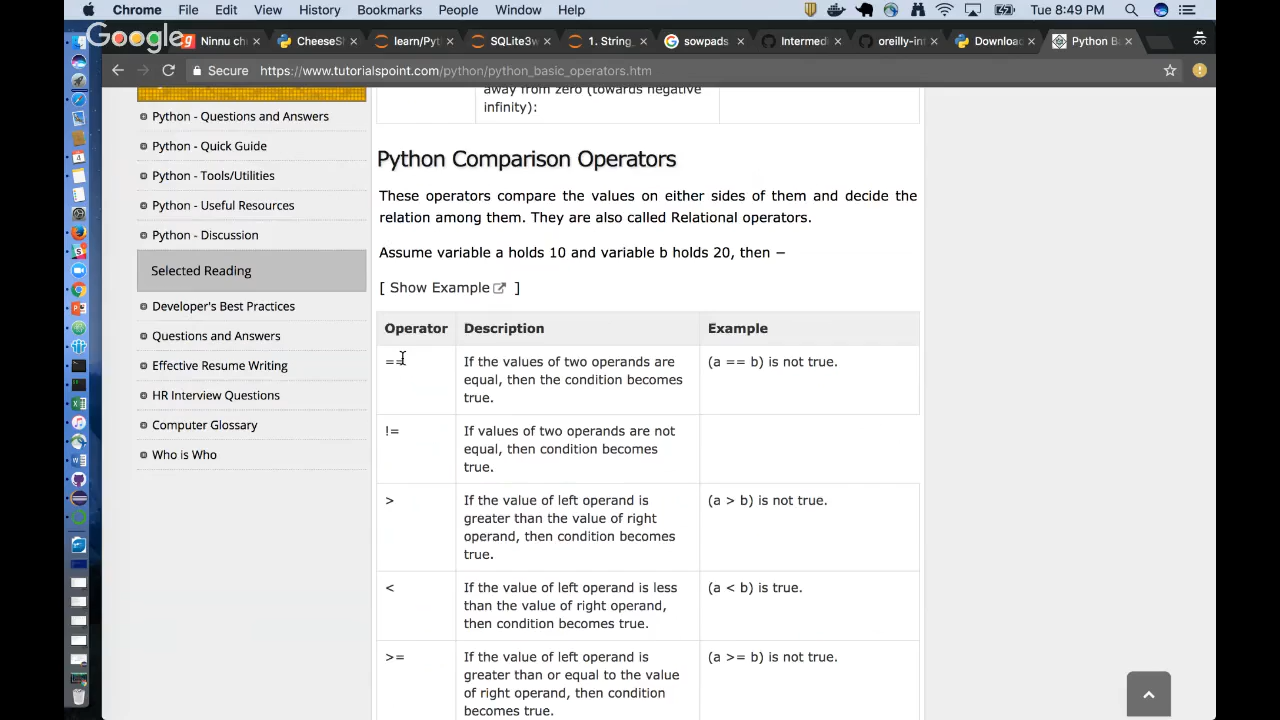 Chrome File Edit View History Bookmarks People Window Help Tue 8:49 PM
Google
Ninnu ch CheeseSh learn/Pyt SQLite3w 1. String_ sowpads Intermed oreilly-int Downloac Python B
Secure https://www.tutorialspoint.com/python/python_basic_operators.htm
Python - Questions and Answers
Python - Quick Guide
Python - Tools/Utilities
Python - Useful Resources
Python - Discussion
Selected Reading
Developer's Best Practices
Questions and Answers
Effective Resume Writing
HR Interview Questions
Computer Glossary
Who is Who
away from zero (towards negative
infinity):
Python Comparison Operators
These operators compare the values on either sides of them and decide the
relation among them. They are also called Relational operators.
Assume variable a holds 10 and variable b holds 20, then −
[ Show Example ]
Operator Description Example
== If the values of two operands are (a == b) is not true.
equal, then the condition becomes
true.
!= If values of two operands are not
equal, then condition becomes
true.
> If the value of left operand is (a > b) is not true.
greater than the value of right
operand, then condition becomes
true.
< If the value of left operand is less (a < b) is true.
than the value of right operand,
then condition becomes true.
>= If the value of left operand is (a >= b) is not true.
greater than or equal to the value
of right operand, then condition
becomes true.